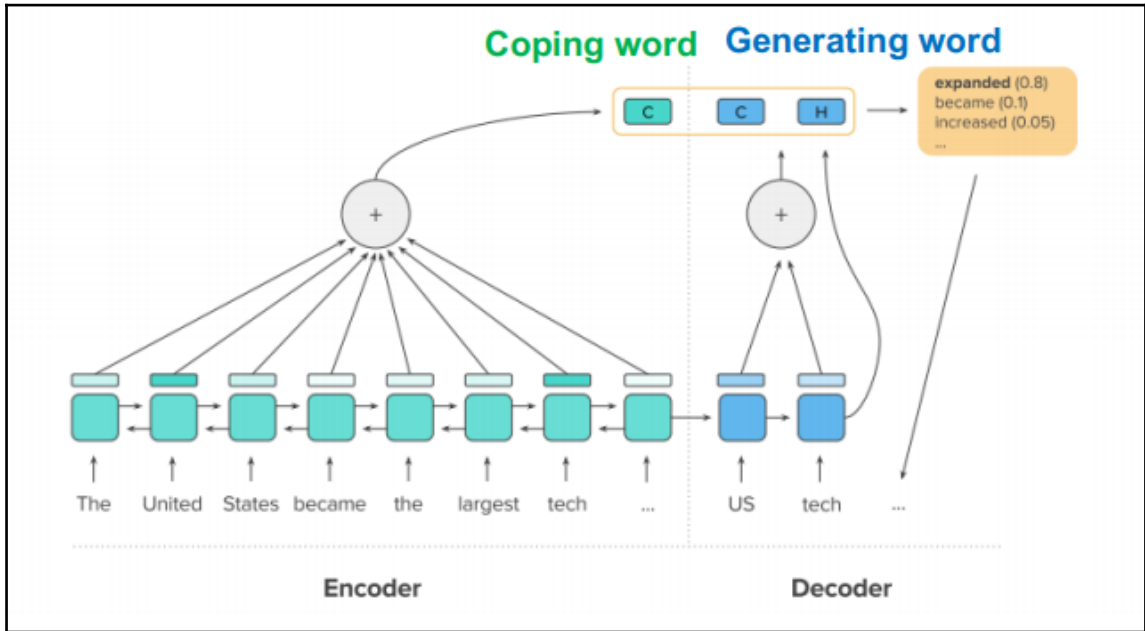 Coping word Generating word
expanded (0.8)
became (0.1)
increased (0.05)
...
C C H
+ +
The United States became the largest tech ... US tech ...
Encoder Decoder